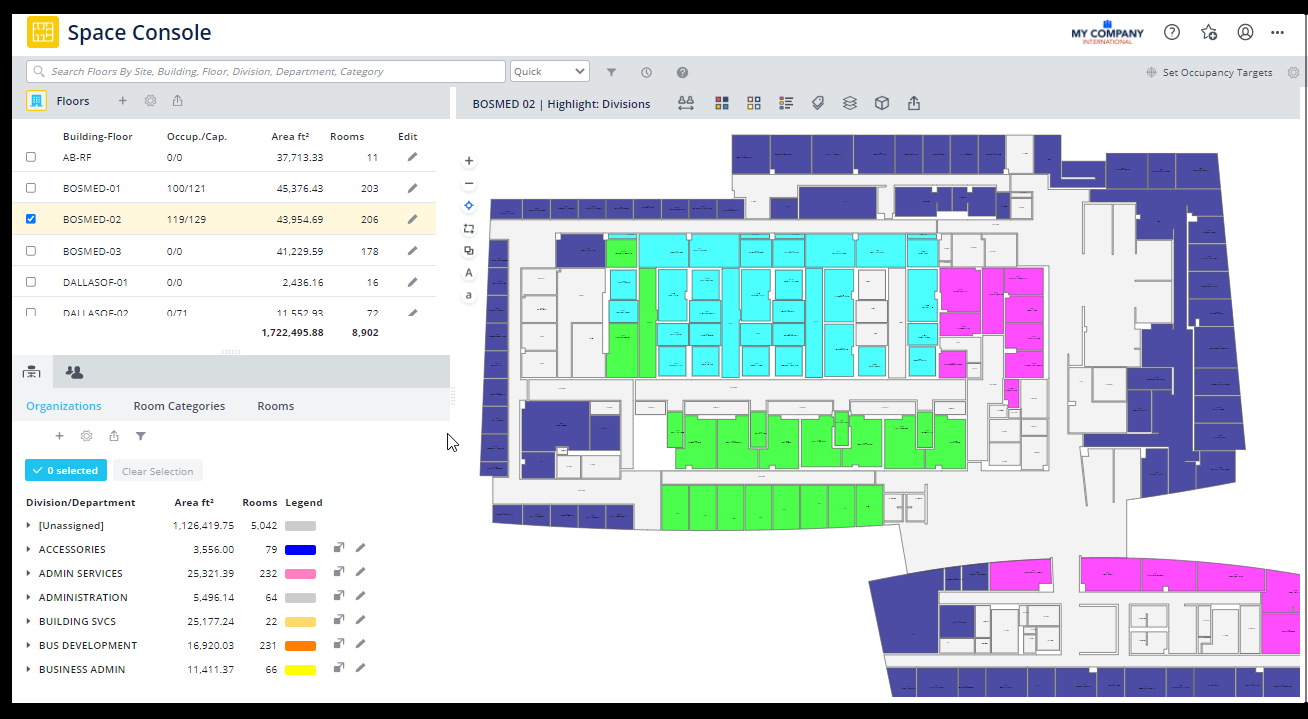 Space Console
MY COMPANY
INTERNATIONAL
Search Floors By Site, Building, Floor, Division, Department, Category
Quick
Set Occupancy Targets
Floors
BOSMED 02 | Highlight: Divisions
Building-Floor Occup./Cap. Area ft² Rooms Edit
AB-RF 0/0 37,713.33 11
BOSMED-01 100/121 45,376.43 203
BOSMED-02 119/129 43,954.69 206
BOSMED-03 0/0 41,229.59 178
DALLASOF-01 0/0 2,436.16 16
DALLASOF-02 0/71 11,552.93 72
1,722,495.88 8,902
A
a
Organizations Room Categories Rooms
0 selected Clear Selection
Division/Department Area ft² Rooms Legend
[Unassigned] 1,126,419.75 5,042
ACCESSORIES 3,556.00 79
ADMIN SERVICES 25,321.39 232
ADMINISTRATION 5,496.14 64
BUILDING SVCS 25,177.24 22
BUS DEVELOPMENT 16,920.03 231
BUSINESS ADMIN 11,411.37 66